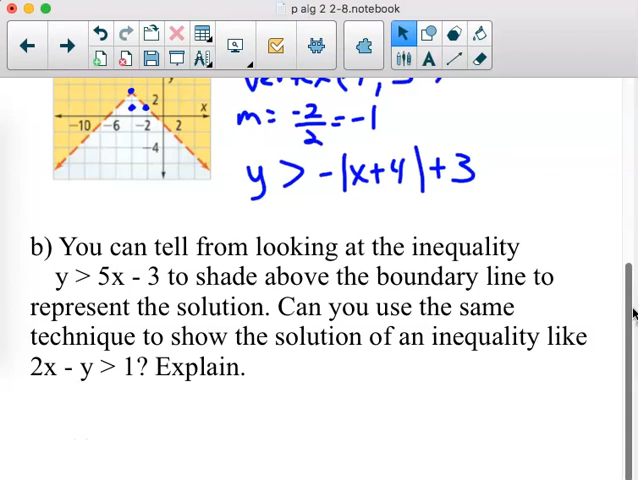 p alg 2 2-8.notebook
y
2
x
-10 -6 -2 2
-4
m = -2/2 = -1
y > -|x+4|+3
b) You can tell from looking at the inequality
y > 5x - 3 to shade above the boundary line to
represent the solution. Can you use the same
technique to show the solution of an inequality like
2x - y > 1? Explain.